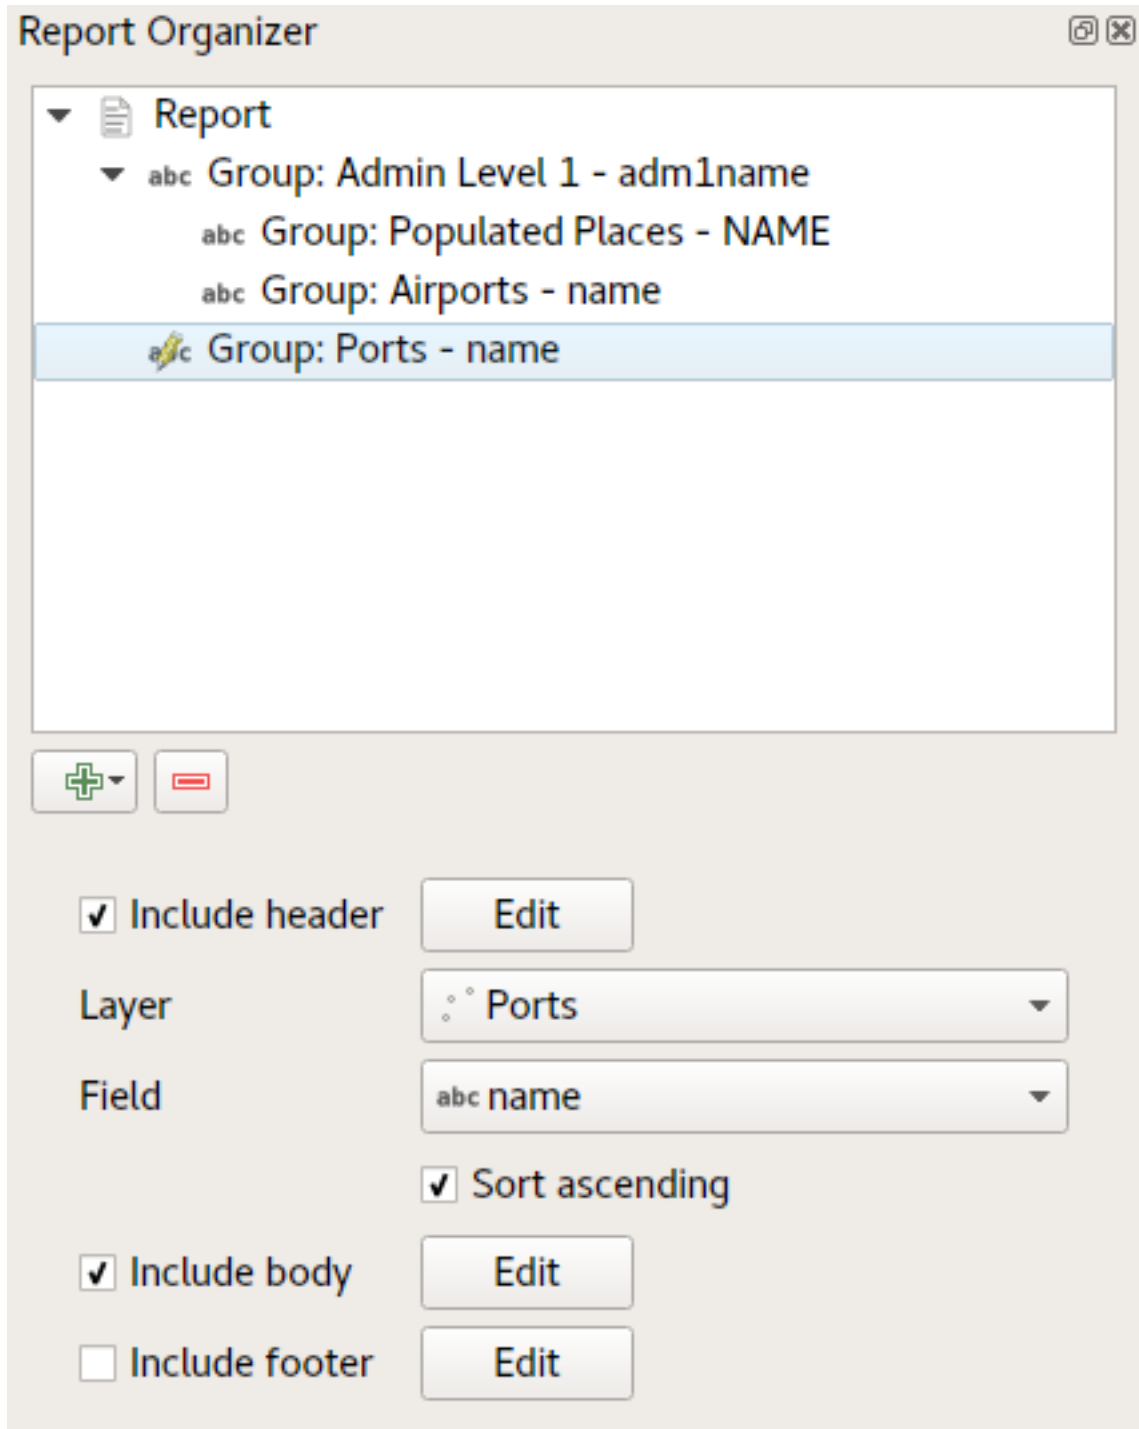 Report Organizer
Report
abc Group: Admin Level 1 - adm1name
abc Group: Populated Places - NAME
abc Group: Airports - name
abc Group: Ports - name
Include header Edit
Layer Ports
Field abc name
Sort ascending
Include body Edit
Include footer Edit